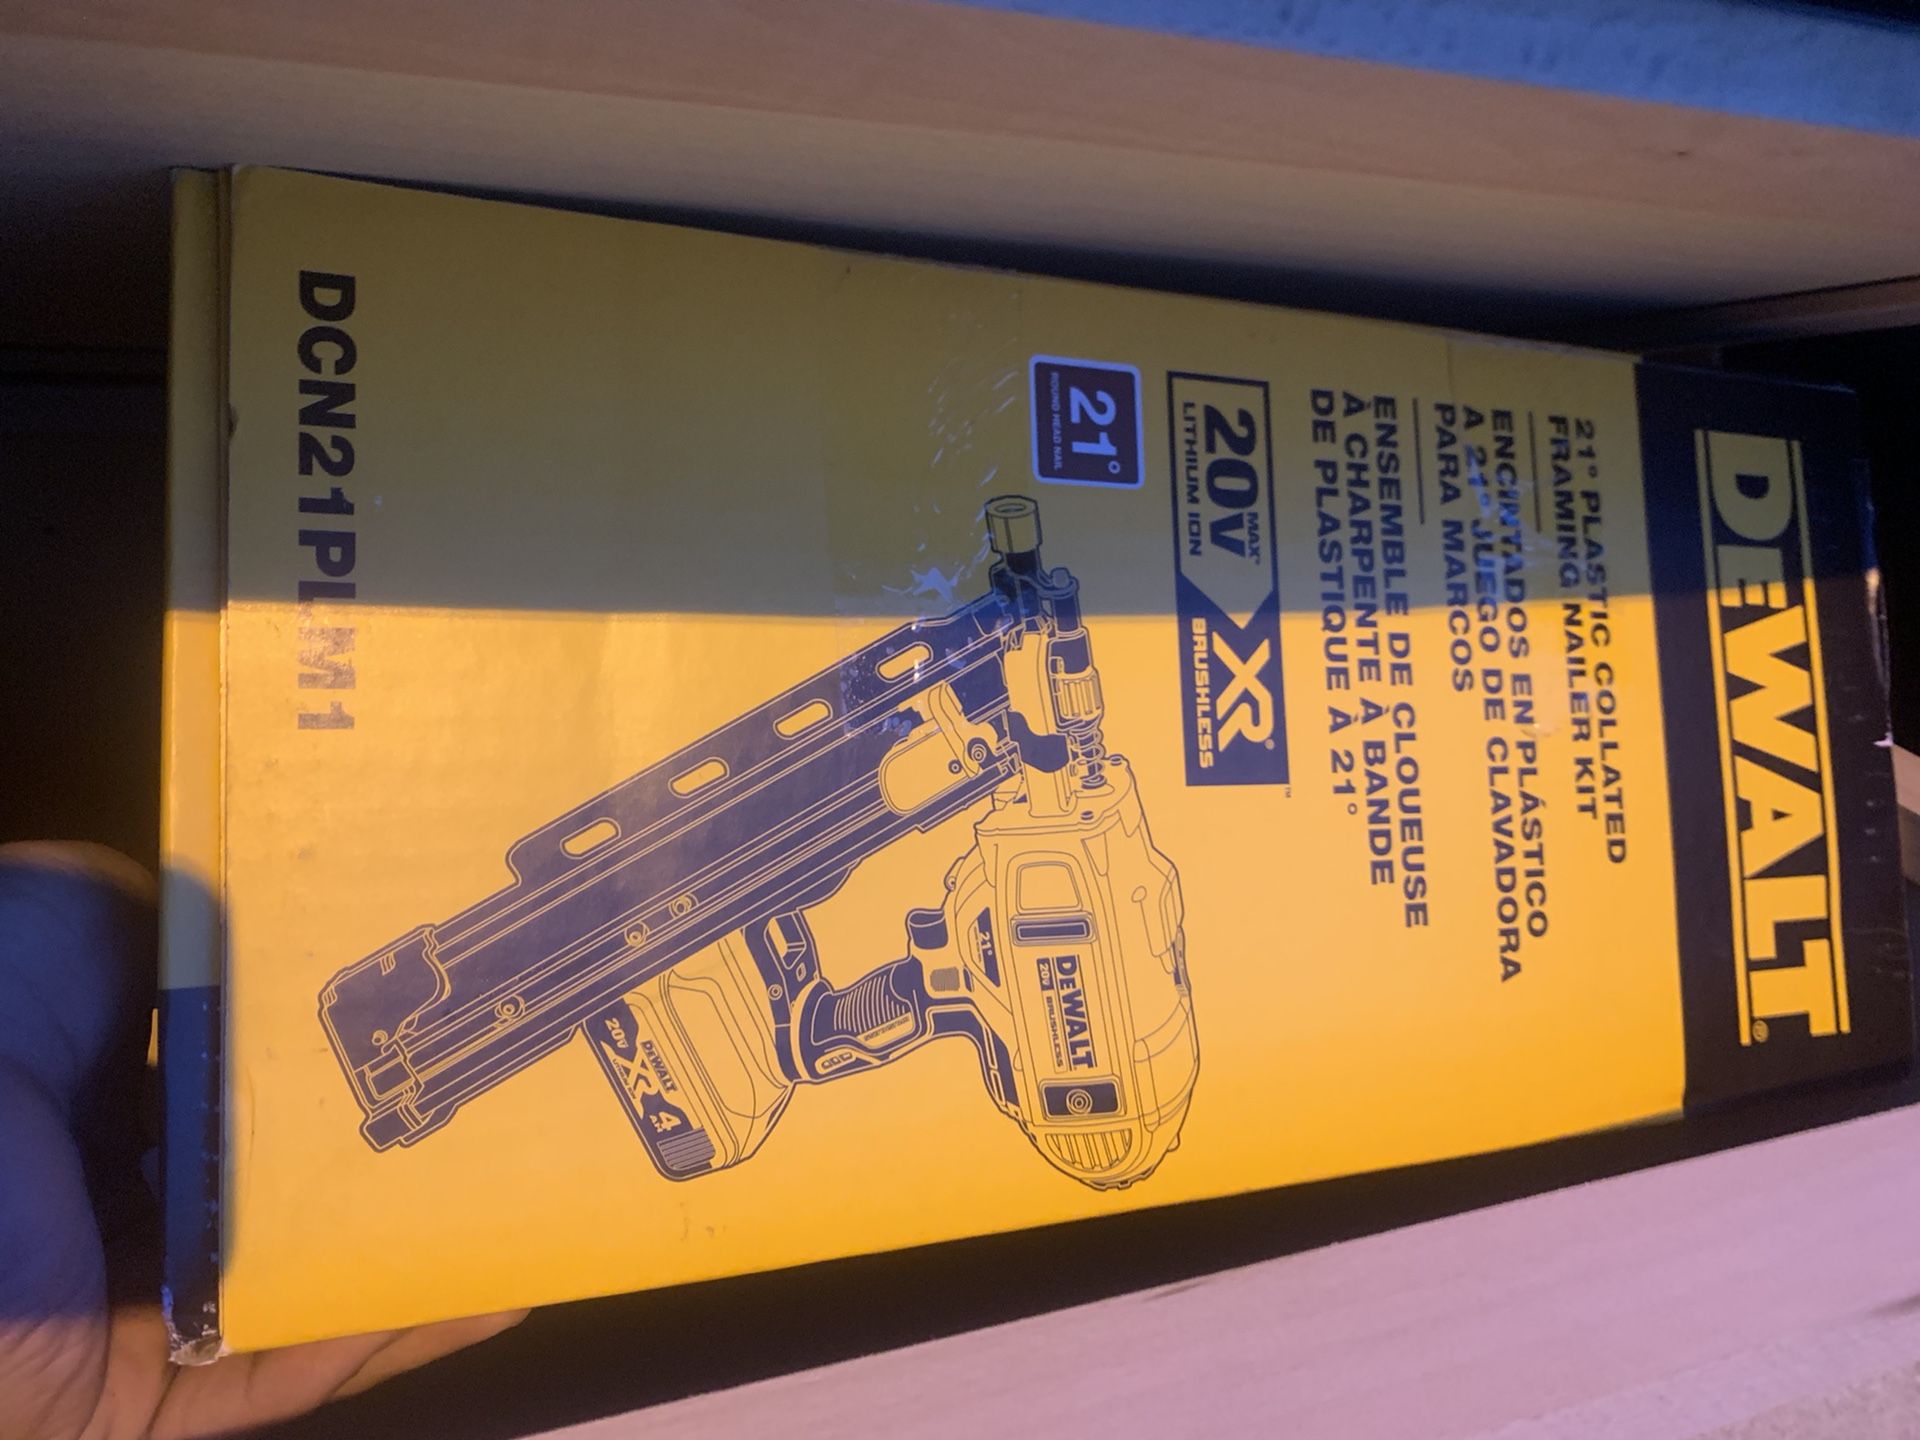 DEWALT®
21° PLASTIC COLLATED
FRAMING NAILER KIT
ENCINTADOS EN PLÁSTICO
A 21° JUEGO DE CLAVADORA
PARA MARCOS
ENSEMBLE DE CLOUEUSE
À CHARPENTE À BANDE
DE PLASTIQUE À 21°
20V MAX*
LITHIUM ION
XR®
BRUSHLESS
™
21°
ROUND HEAD NAIL
21°
DEWALT
20V BRUSHLESS
DEWALT
20V XR 4 AH
DCN21PLM1